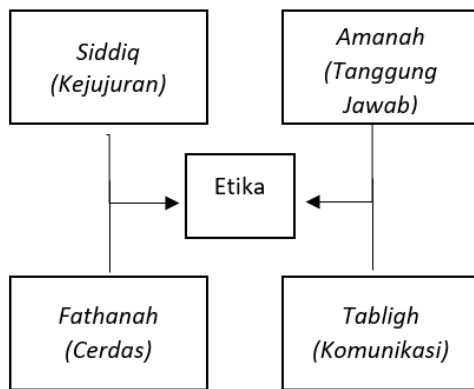 Siddiq
(Kejujuran)
Amanah
(Tanggung
Jawab)
Etika
Fathanah
(Cerdas)
Tabligh
(Komunikasi)